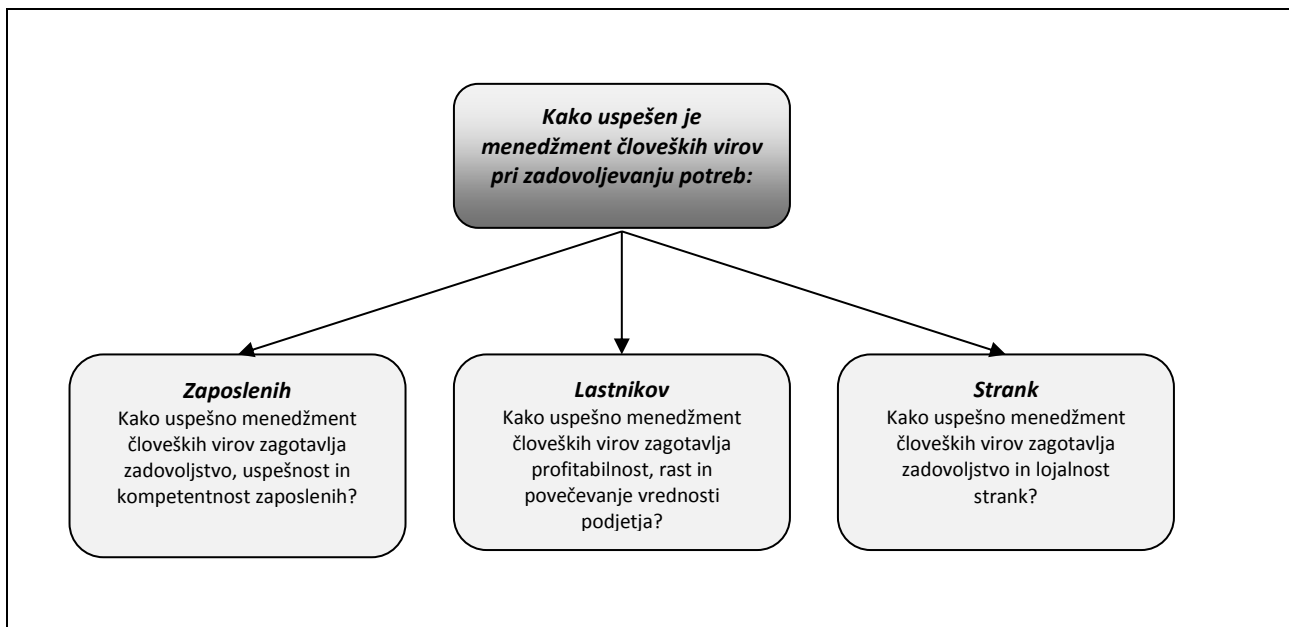 Kako uspešen je
menedžment človeških virov
pri zadovoljevanju potreb:
Zaposlenih
Kako uspešno menedžment
človeških virov zagotavlja
zadovoljstvo, uspešnost in
kompetentnost zaposlenih?
Lastnikov
Kako uspešno menedžment
človeških virov zagotavlja
profitabilnost, rast in
povečevanje vrednosti
podjetja?
Strank
Kako uspešno menedžment
človeških virov zagotavlja
zadovoljstvo in lojalnost
strank?